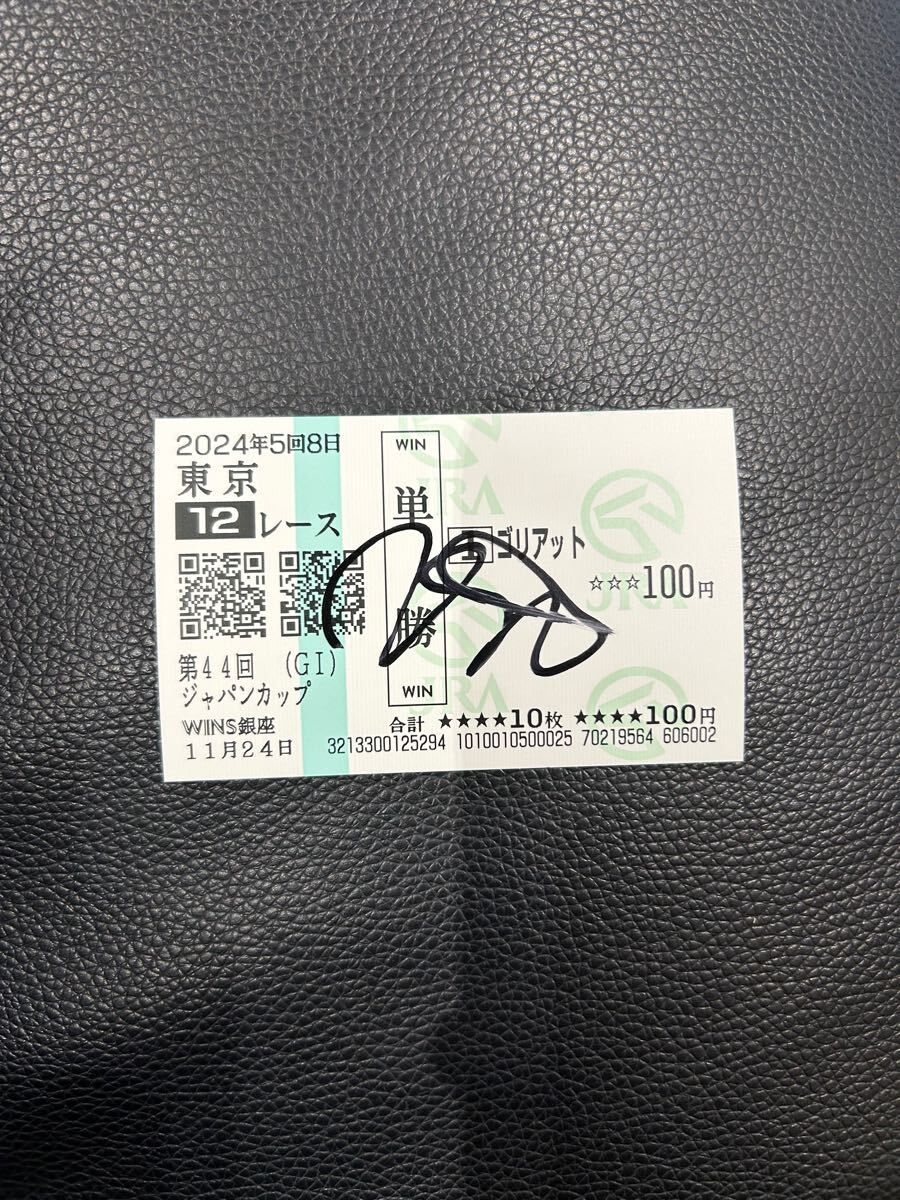 2024年5回8日
東京
12レース
第44回 (GI)
ジャパンカップ
WINS銀座
11月24日
WIN
単勝
WIN
1 ゴリアット
☆☆☆100円
合計 ★★★★10枚 ★★★★100円
3213300125294 1010010500025 70219564 606002
JRA
JRA
JRA